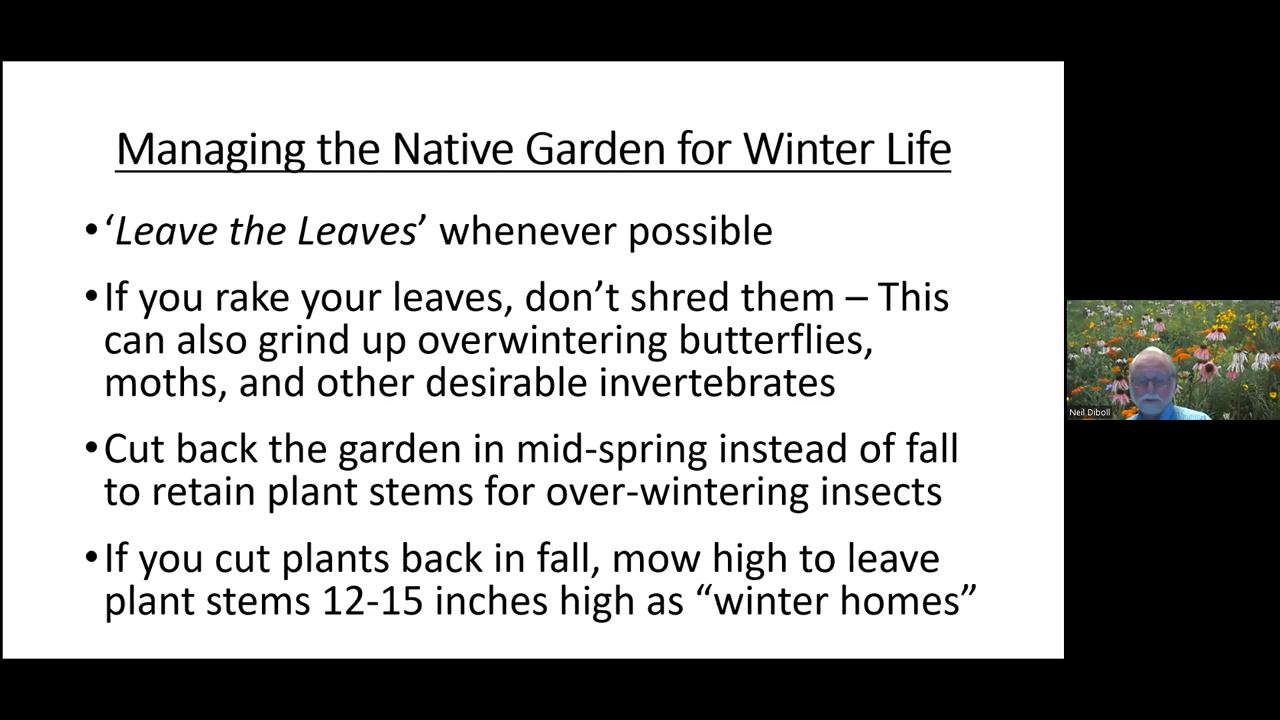 Managing the Native Garden for Winter Life
•‘Leave the Leaves’ whenever possible
•If you rake your leaves, don’t shred them – This
can also grind up overwintering butterflies,
moths, and other desirable invertebrates
•Cut back the garden in mid-spring instead of fall
to retain plant stems for over-wintering insects
•If you cut plants back in fall, mow high to leave
plant stems 12-15 inches high as “winter homes”
Neil Diboll